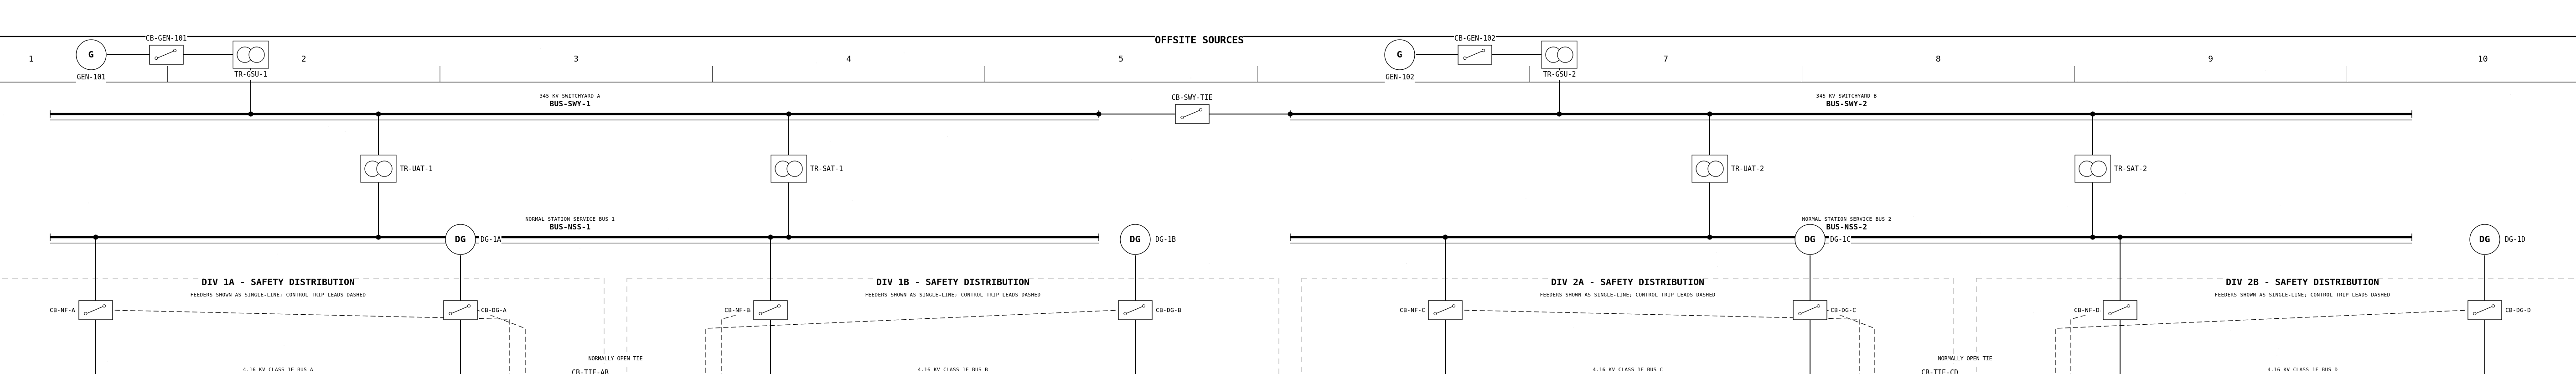 OFFSITE SOURCES
CB-GEN-101
CB-GEN-102
1
G
2
3
4
5
G
7
8
9
10
GEN-101
TR-GSU-1
GEN-102
TR-GSU-2
345 KV SWITCHYARD A
BUS-SWY-1
CB-SWY-TIE
345 KV SWITCHYARD B
BUS-SWY-2
TR-UAT-1
TR-SAT-1
TR-UAT-2
TR-SAT-2
NORMAL STATION SERVICE BUS 1
BUS-NSS-1
NORMAL STATION SERVICE BUS 2
BUS-NSS-2
DG
DG-1A
DG
DG-1B
DG
DG-1C
DG
DG-1D
DIV 1A - SAFETY DISTRIBUTION
FEEDERS SHOWN AS SINGLE-LINE; CONTROL TRIP LEADS DASHED
DIV 1B - SAFETY DISTRIBUTION
FEEDERS SHOWN AS SINGLE-LINE; CONTROL TRIP LEADS DASHED
DIV 2A - SAFETY DISTRIBUTION
FEEDERS SHOWN AS SINGLE-LINE; CONTROL TRIP LEADS DASHED
DIV 2B - SAFETY DISTRIBUTION
FEEDERS SHOWN AS SINGLE-LINE; CONTROL TRIP LEADS DASHED
CB-NF-A
CB-DG-A
CB-NF-B
CB-DG-B
CB-NF-C
CB-DG-C
CB-NF-D
CB-DG-D
NORMALLY OPEN TIE
CB-TIE-AB
NORMALLY OPEN TIE
CB-TIE-CD
4.16 KV CLASS 1E BUS A
4.16 KV CLASS 1E BUS B
4.16 KV CLASS 1E BUS C
4.16 KV CLASS 1E BUS D